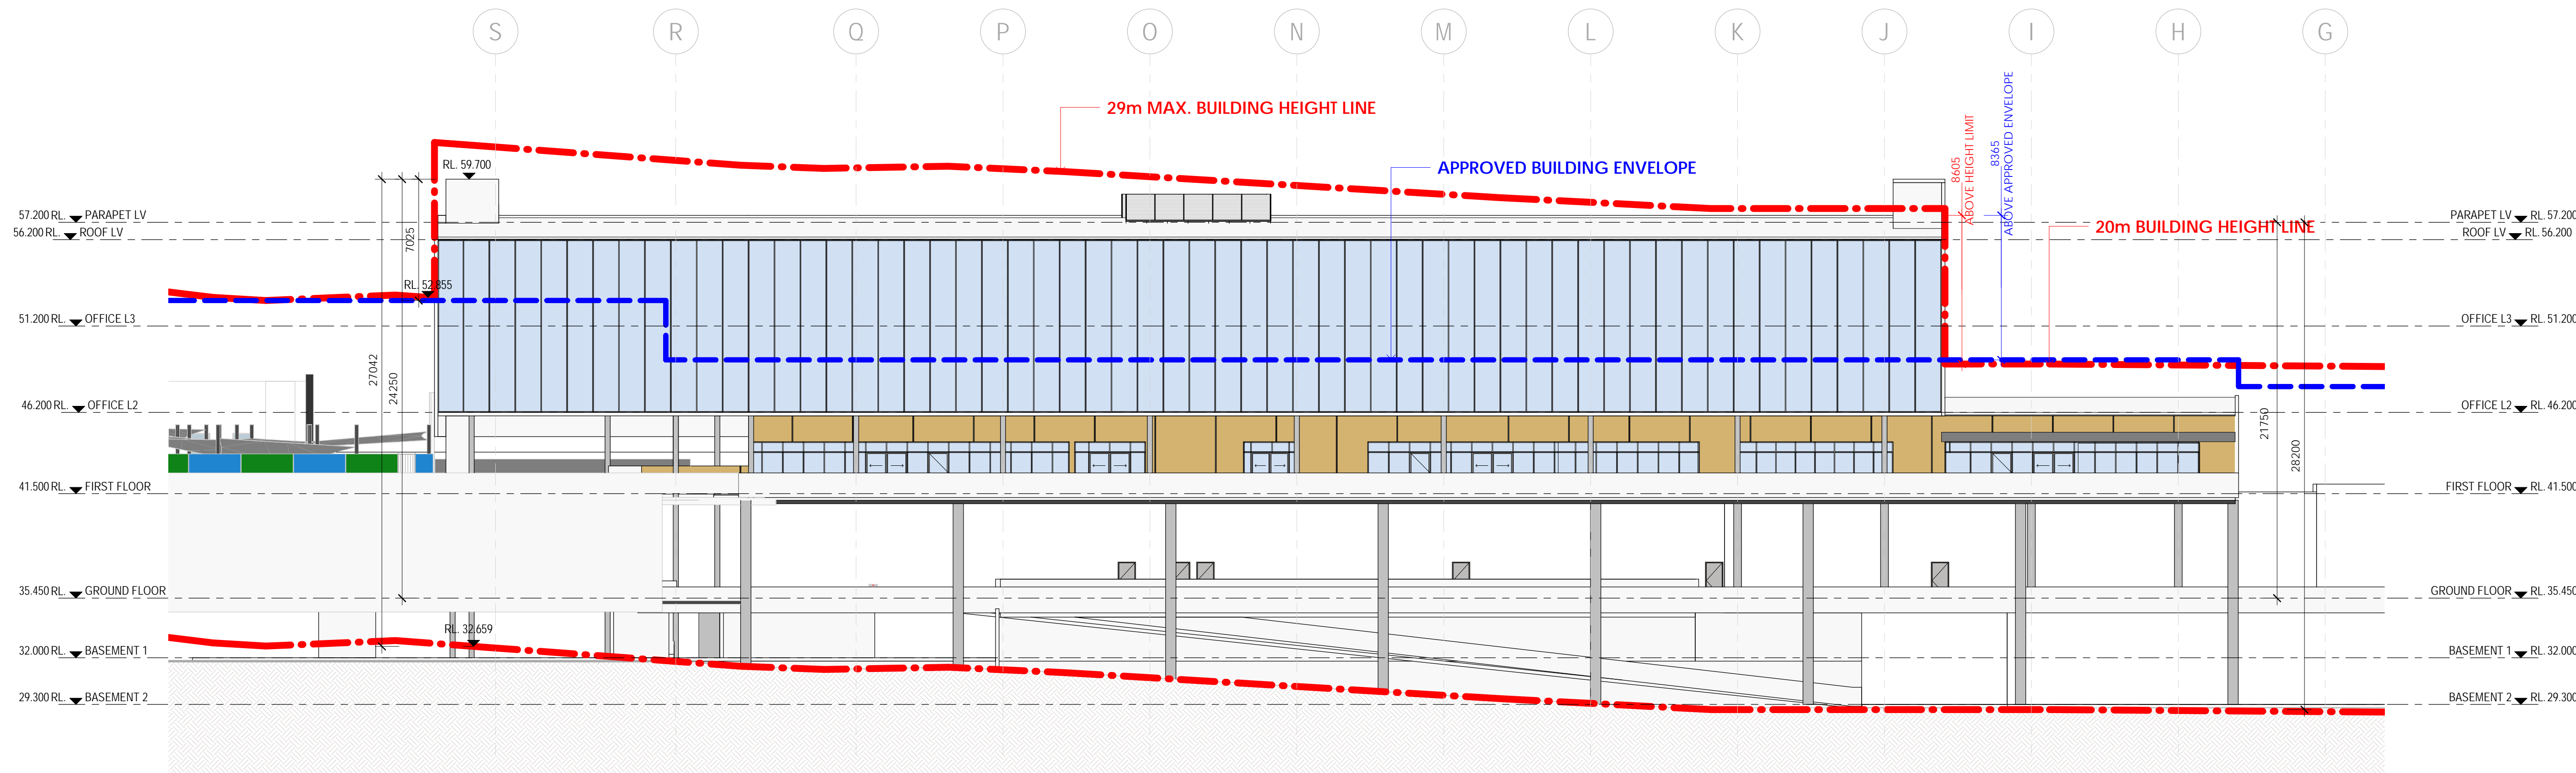 S R Q P O N M L K J I H G
29m MAX. BUILDING HEIGHT LINE
APPROVED BUILDING ENVELOPE
20m BUILDING HEIGHT LINE
8605
ABOVE HEIGHT LIMIT
8365
ABOVE APPROVED ENVELOPE
RL. 59.700
57.200 RL. PARAPET LV
56.200 RL. ROOF LV
7025
RL. 52.855
51.200 RL. OFFICE L3
27042
24250
46.200 RL. OFFICE L2
41.500 RL. FIRST FLOOR
35.450 RL. GROUND FLOOR
RL. 32.659
32.000 RL. BASEMENT 1
29.300 RL. BASEMENT 2
PARAPET LV RL. 57.200
ROOF LV RL. 56.200
OFFICE L3 RL. 51.200
OFFICE L2 RL. 46.200
21750
28200
FIRST FLOOR RL. 41.500
GROUND FLOOR RL. 35.450
BASEMENT 1 RL. 32.000
BASEMENT 2 RL. 29.300